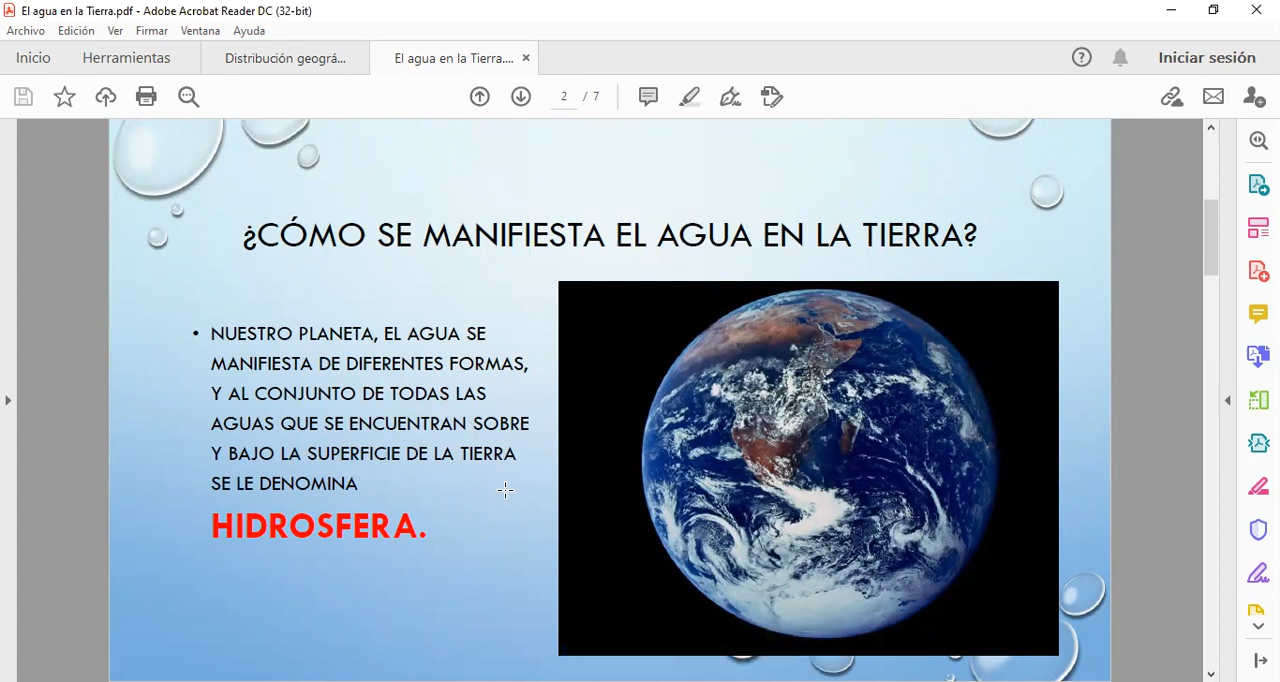 El agua en la Tierra.pdf - Adobe Acrobat Reader DC (32-bit)
Archivo Edición Ver Firmar Ventana Ayuda
Inicio Herramientas Distribución geográ... El agua en la Tierra.... × Iniciar sesión
2 / 7
¿CÓMO SE MANIFIESTA EL AGUA EN LA TIERRA?
• NUESTRO PLANETA, EL AGUA SE
MANIFIESTA DE DIFERENTES FORMAS,
Y AL CONJUNTO DE TODAS LAS
AGUAS QUE SE ENCUENTRAN SOBRE
Y BAJO LA SUPERFICIE DE LA TIERRA
SE LE DENOMINA
HIDROSFERA.